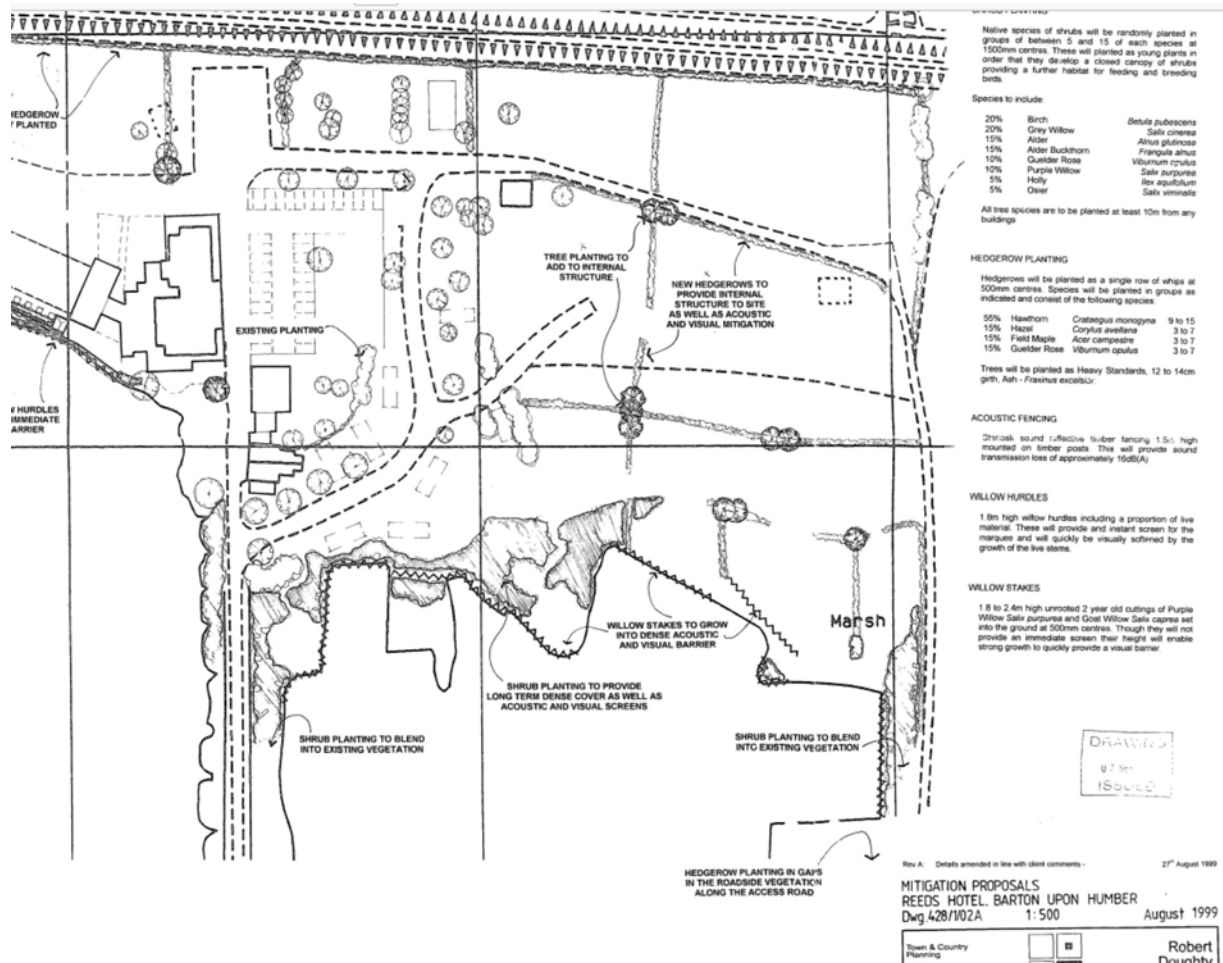 Native species of shrubs will be randomly planted in
groups of between 5 and 15 of each species at
1500mm centres. These will planted as young plants in
order that they develop a closed canopy of shrubs
providing a further habitat for feeding and breeding
birds.
Species to include:
20% Birch Betula pubescens
20% Grey Willow Salix cinerea
15% Alder Alnus glutinosa
15% Alder Buckthorn Frangula alnus
10% Guelder Rose Viburnum opulus
10% Purple Willow Salix purpurea
5% Holly Ilex aquifolium
5% Osier Salix viminalis
All tree species are to be planted at least 10m from any
buildings
HEDGEROW PLANTING
Hedgerows will be planted as a single row of whips at
500mm centres. Species will be planted in groups as
indicated and consist of the following species:
55% Hawthorn Crataegus monogyna 9 to 15
15% Hazel Corylus avellana 3 to 7
15% Field Maple Acer campestre 3 to 7
15% Guelder Rose Viburnum opulus 3 to 7
Trees will be planted as Heavy Standards, 12 to 14cm
girth, Ash - Fraxinus excelsior.
ACOUSTIC FENCING
sound reflective timber fencing high
mounted on timber posts. This will provide sound
transmission loss of approximately 16dB(A)
WILLOW HURDLES
1.8m high willow hurdles including a proportion of live
material. These will provide and instant screen for the
marquee and will quickly be visually softened by the
growth of the live stems.
WILLOW STAKES
1.8 to 2.4m high unrooted 2 year old cuttings of Purple
Willow Salix purpurea and Goat Willow Salix caprea set
into the ground at 500mm centres. Though they will not
provide an immediate screen their height will enable
strong growth to quickly provide a visual barrier.
HEDGEROW
PLANTED
TREE PLANTING TO
ADD TO INTERNAL
STRUCTURE
NEW HEDGEROWS TO
PROVIDE INTERNAL
STRUCTURE TO SITE
AS WELL AS ACOUSTIC
AND VISUAL MITIGATION
EXISTING PLANTING
HURDLES
IMMEDIATE
ARRIER
WILLOW STAKES TO GROW
INTO DENSE ACOUSTIC
AND VISUAL BARRIER
Marsh
SHRUB PLANTING TO PROVIDE
LONG TERM DENSE COVER AS WELL AS
ACOUSTIC AND VISUAL SCREENS
SHRUB PLANTING TO BLEND
INTO EXISTING VEGETATION
SHRUB PLANTING TO BLEND
INTO EXISTING VEGETATION
DRAWING
ISSUED
HEDGEROW PLANTING IN GAPS
IN THE ROADSIDE VEGETATION
ALONG THE ACCESS ROAD
Rev A: Details amended in line with client comments - 27th August 1999
MITIGATION PROPOSALS
REEDS HOTEL. BARTON UPON HUMBER
Dwg.428/1/02A 1:500 August 1999
Town & Country
Planning
Robert
Doughty